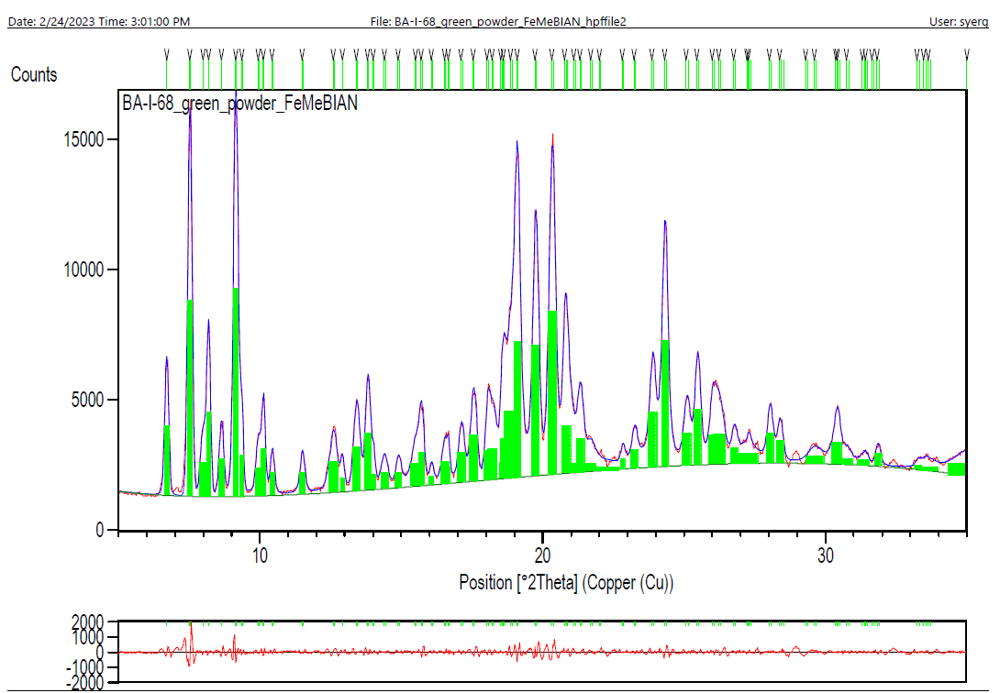 Date: 2/24/2023 Time: 3:01:00 PM File: BA-I-68_green_powder_FeMeBIAN_hpffile2 User: syerg
Counts
BA-I-68_green_powder_FeMeBIAN
15000
10000
5000
0
10 20 30
Position [°2Theta] (Copper (Cu))
2000
1000
0
-1000
-2000